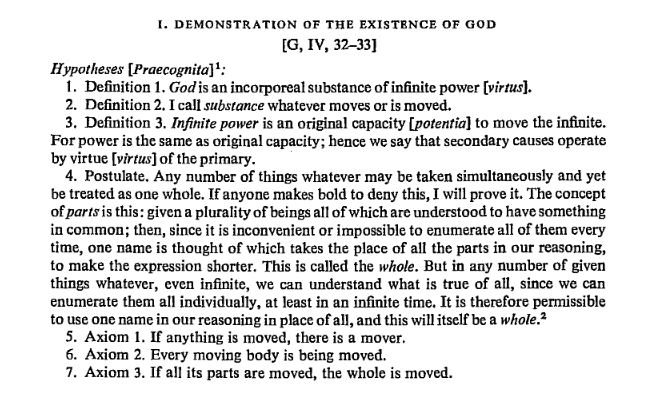 I. DEMONSTRATION OF THE EXISTENCE OF GOD
[G, IV, 32–33]
Hypotheses [Praecognita]¹:
1. Definition 1. God is an incorporeal substance of infinite power [virtus].
2. Definition 2. I call substance whatever moves or is moved.
3. Definition 3. Infinite power is an original capacity [potentia] to move the infinite.
For power is the same as original capacity; hence we say that secondary causes operate
by virtue [virtus] of the primary.
4. Postulate. Any number of things whatever may be taken simultaneously and yet
be treated as one whole. If anyone makes bold to deny this, I will prove it. The concept
of parts is this: given a plurality of beings all of which are understood to have something
in common; then, since it is inconvenient or impossible to enumerate all of them every
time, one name is thought of which takes the place of all the parts in our reasoning,
to make the expression shorter. This is called the whole. But in any number of given
things whatever, even infinite, we can understand what is true of all, since we can
enumerate them all individually, at least in an infinite time. It is therefore permissible
to use one name in our reasoning in place of all, and this will itself be a whole.²
5. Axiom 1. If anything is moved, there is a mover.
6. Axiom 2. Every moving body is being moved.
7. Axiom 3. If all its parts are moved, the whole is moved.